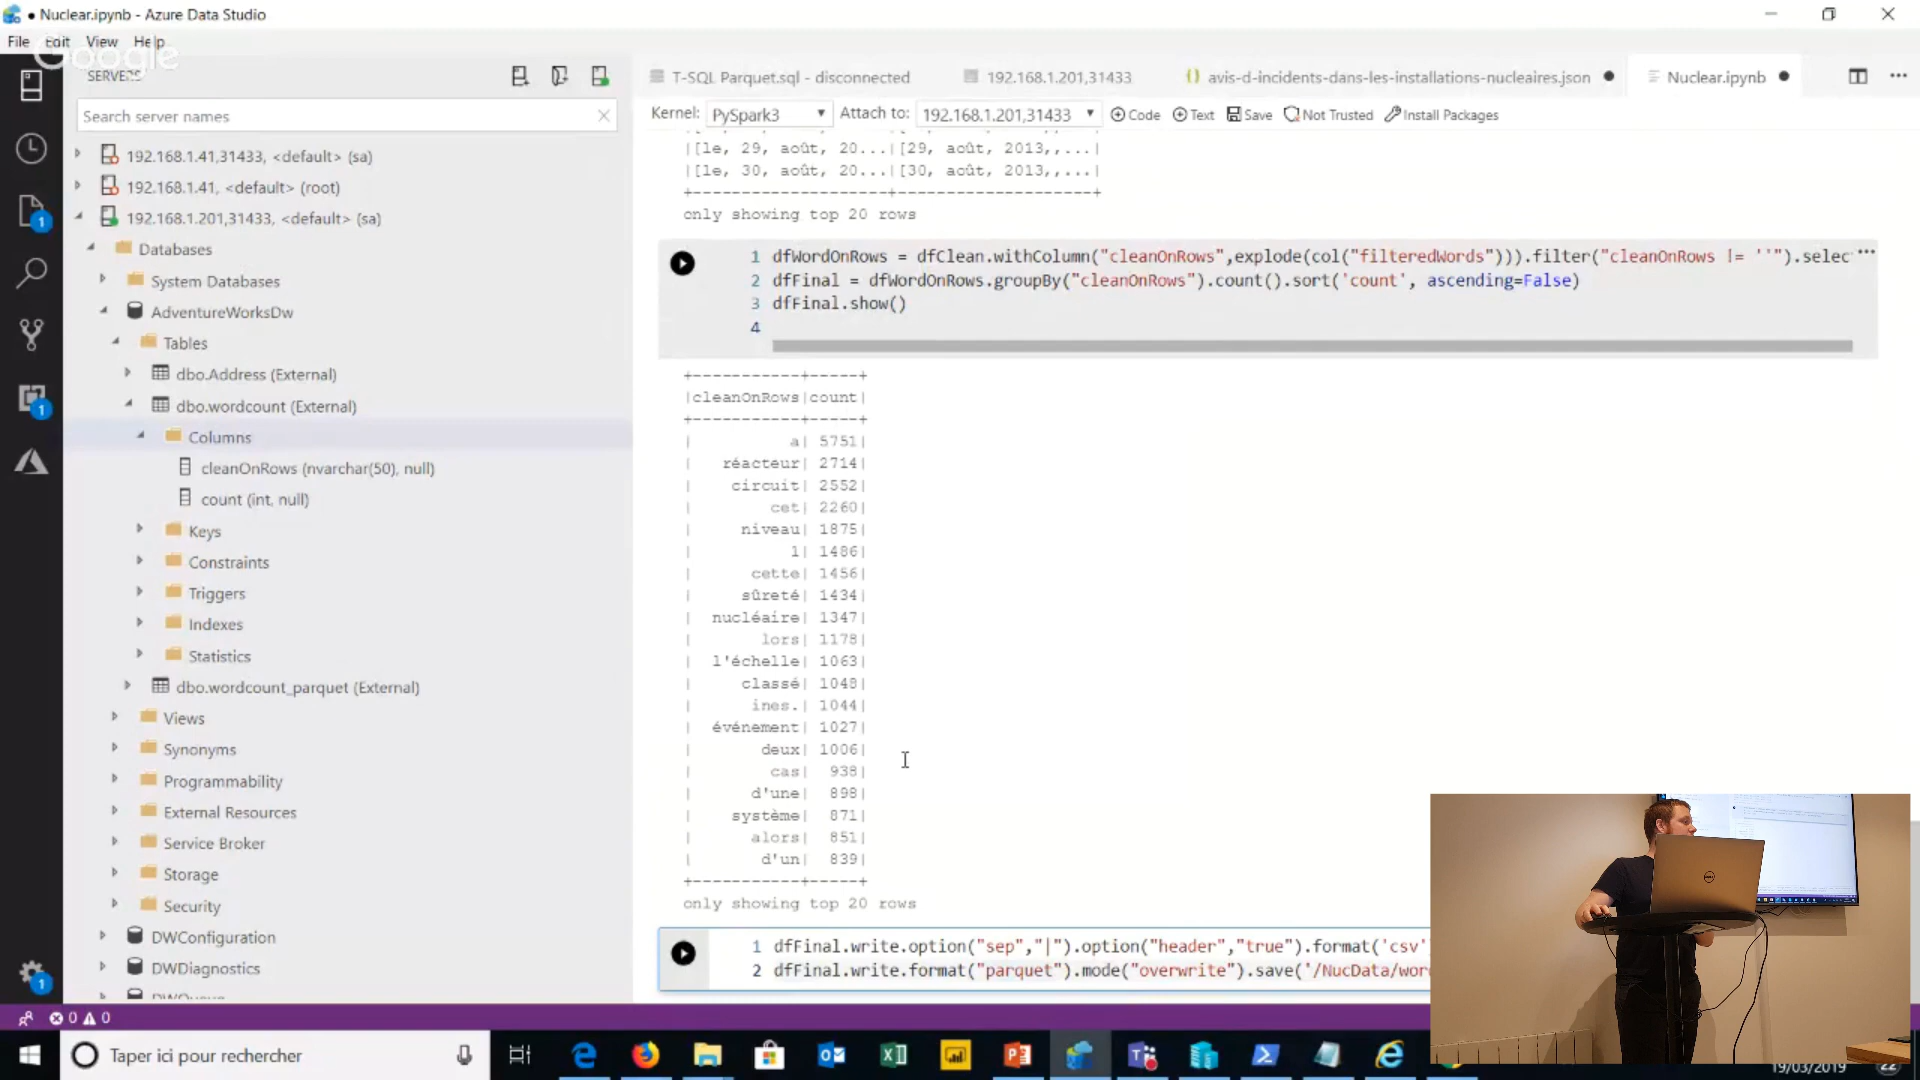 Nuclear.ipynb - Azure Data Studio
File Edit View Help
Google
SERVERS
T-SQL Parquet.sql - disconnected
192.168.1.201,31433
avis-d-incidents-dans-les-installations-nucleaires.json
Nuclear.ipynb
Search server names
Kernel: PySpark3 Attach to: 192.168.1.201,31433 Code Text Save Not Trusted Install Packages
192.168.1.41,31433, <default> (sa)
192.168.1.41, <default> (root)
192.168.1.201,31433, <default> (sa)
Databases
System Databases
AdventureWorksDw
Tables
dbo.Address (External)
dbo.wordcount (External)
Columns
cleanOnRows (nvarchar(50), null)
count (int, null)
Keys
Constraints
Triggers
Indexes
Statistics
dbo.wordcount_parquet (External)
Views
Synonyms
Programmability
External Resources
Service Broker
Storage
Security
DWConfiguration
DWDiagnostics
|[le, 29, août, 20...|[29, août, 2013,,...|
|[le, 30, août, 20...|[30, août, 2013,,...|
+--------------------+--------------------+
only showing top 20 rows
1 dfWordOnRows = dfClean.withColumn("cleanOnRows",explode(col("filteredWords"))).filter("cleanOnRows != ''").selec
2 dfFinal = dfWordOnRows.groupBy("cleanOnRows").count().sort('count', ascending=False)
3 dfFinal.show()
4
+-----------+-----+
|cleanOnRows|count|
+-----------+-----+
| a| 5751|
| réacteur| 2714|
| circuit| 2552|
| cet| 2260|
| niveau| 1875|
| l| 1486|
| cette| 1456|
| sûreté| 1434|
| nucléaire| 1347|
| lors| 1178|
| l'échelle| 1063|
| classé| 1048|
| ines.| 1044|
| événement| 1027|
| deux| 1006|
| cas| 938|
| d'une| 898|
| système| 871|
| alors| 851|
| d'un| 839|
+-----------+-----+
only showing top 20 rows
1 dfFinal.write.option("sep","|").option("header","true").format('csv'
2 dfFinal.write.format("parquet").mode("overwrite").save('/NucData/wor
0 0
Taper ici pour rechercher
19/03/2019
22